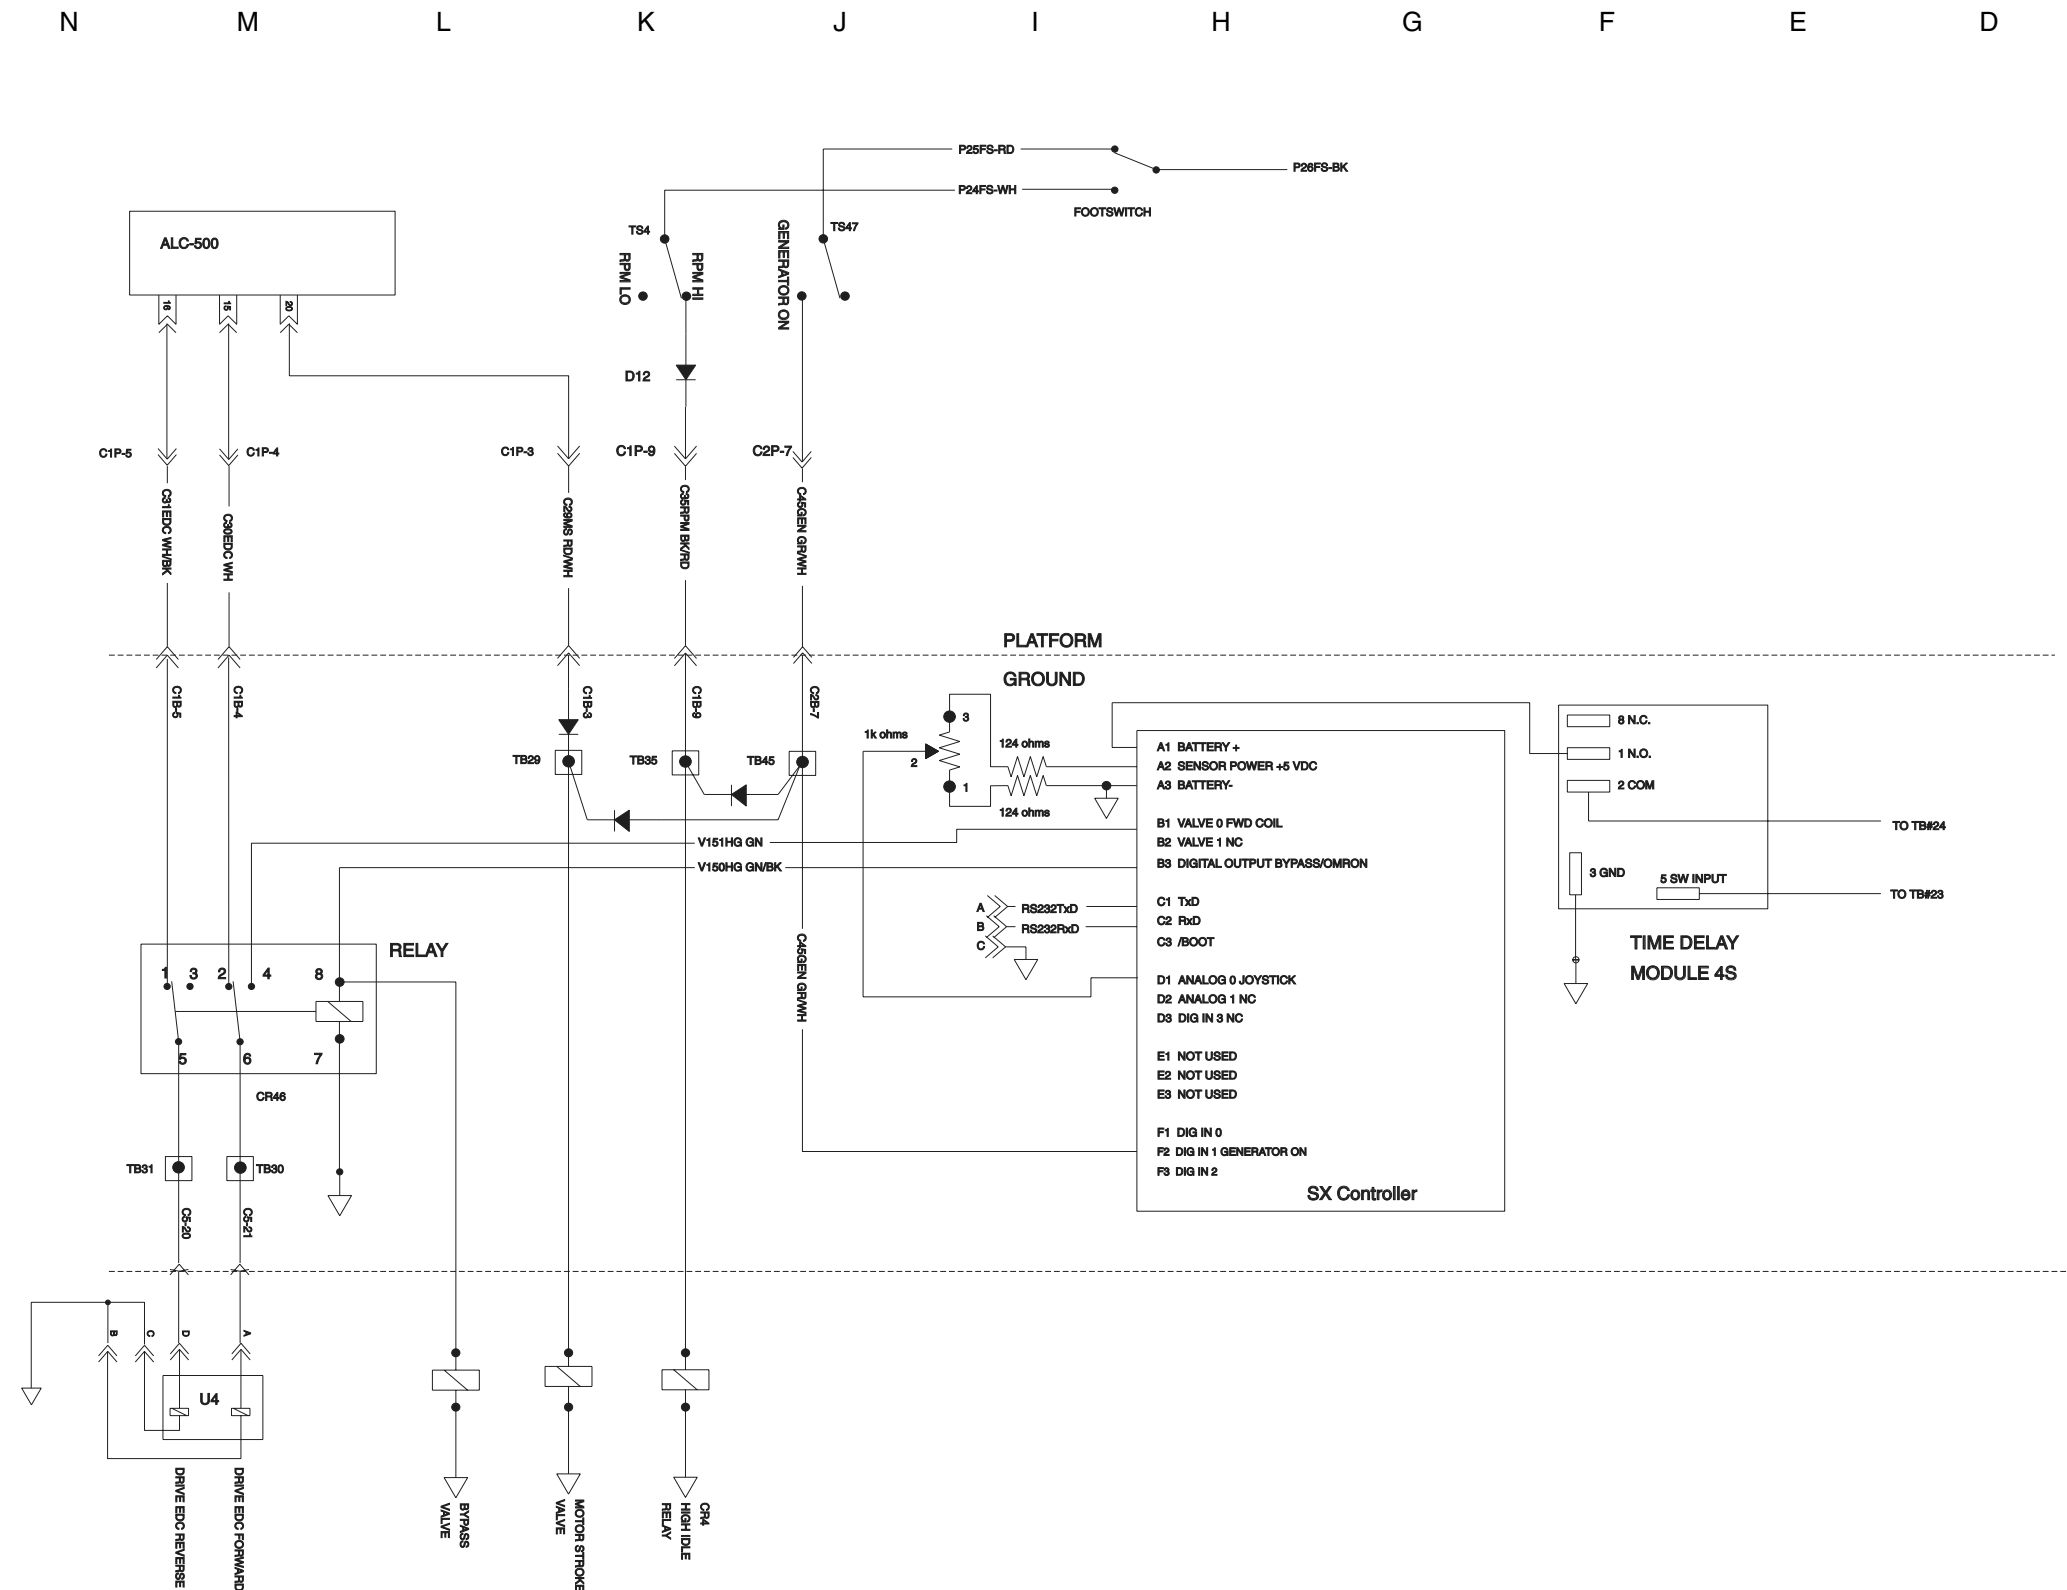 N M L K J I H G F E D
P25FS-RD
P26FS-BK
P24FS-WH
FOOTSWITCH
ALC-500
16
15
20
TS4
RPM LO
RPM HI
GENERATOR ON
TS47
D12
C1P-5
C1P-4
C1P-3
C1P-9
C2P-7
C31EDC WH/BK
C30EDC WH
C29MS RD/WH
C35RPM BK/RD
C45GEN GR/WH
PLATFORM
GROUND
C1B-5
C1B-4
C1B-3
C1B-9
C2B-7
TB29
TB35
TB45
1k ohms
3
2
1
124 ohms
124 ohms
A1 BATTERY +
A2 SENSOR POWER +5 VDC
A3 BATTERY-
B1 VALVE 0 FWD COIL
B2 VALVE 1 NC
B3 DIGITAL OUTPUT BYPASS/OMRON
C1 TxD
C2 RxD
C3 /BOOT
D1 ANALOG 0 JOYSTICK
D2 ANALOG 1 NC
D3 DIG IN 3 NC
E1 NOT USED
E2 NOT USED
E3 NOT USED
F1 DIG IN 0
F2 DIG IN 1 GENERATOR ON
F3 DIG IN 2
SX Controller
8 N.C.
1 N.O.
2 COM
3 GND
5 SW INPUT
TO TB#24
TO TB#23
TIME DELAY
MODULE 4S
V151HG GN
V150HG GN/BK
A
RS232TxD
B
RS232RxD
C
C45GEN GR/WH
RELAY
1 3 2 4 8
5 6 7
CR46
TB31
TB30
C5-20
C5-21
B
C
D
A
U4
DRIVE EDC REVERSE
DRIVE EDC FORWARD
BYPASS
VALVE
MOTOR STROKE
VALVE
CR4
HIGH IDLE
RELAY